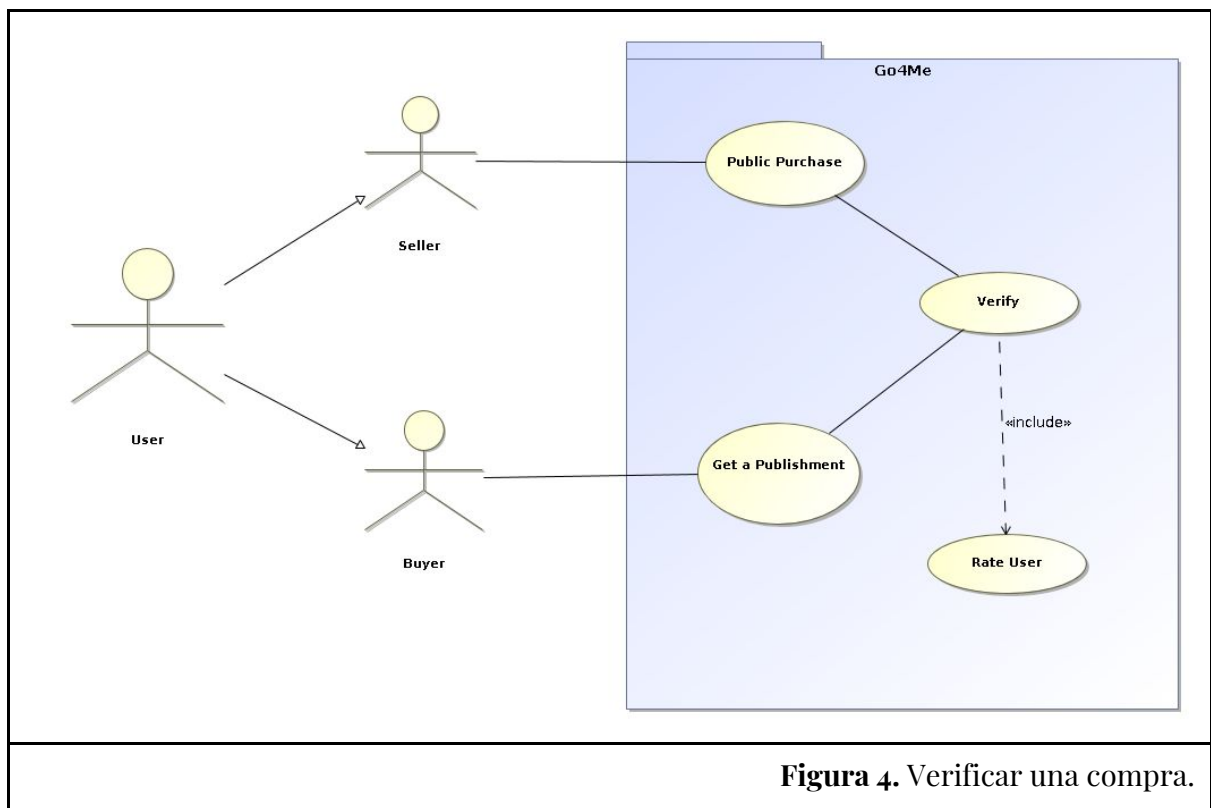 Go4Me
Public Purchase
Seller
Verify
User
«include»
Get a Publishment
Buyer
Rate User
Figura 4. Verificar una compra.